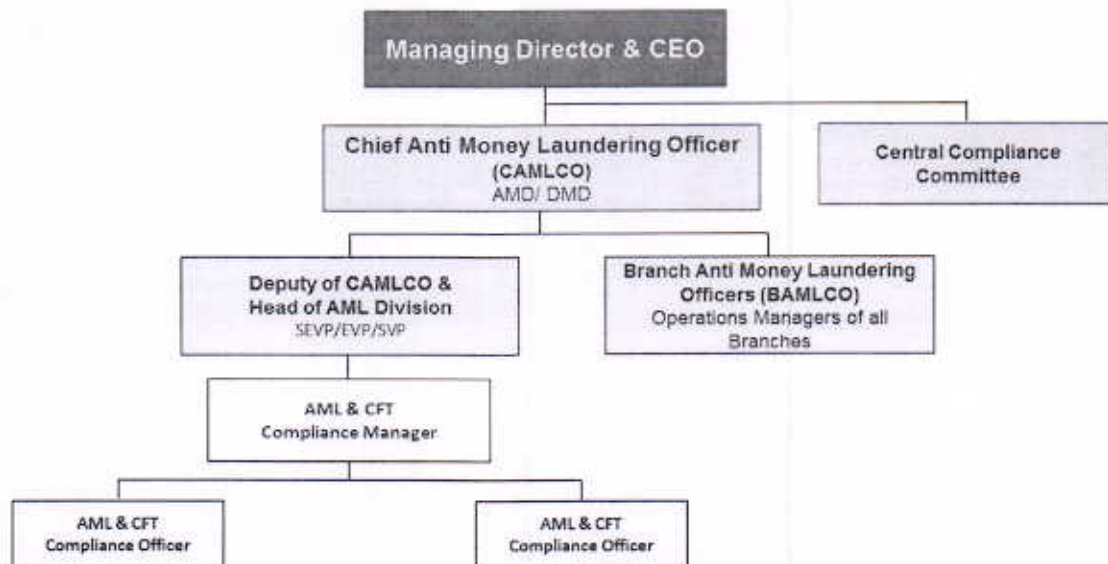 Managing Director & CEO
Chief Anti Money Laundering Officer
(CAMLCO)
AMD/ DMD
Central Compliance
Committee
Deputy of CAMLCO &
Head of AML Division
SEVP/EVP/SVP
Branch Anti Money Laundering
Officers (BAMLCO)
Operations Managers of all
Branches
AML & CFT
Compliance Manager
AML & CFT
Compliance Officer
AML & CFT
Compliance Officer